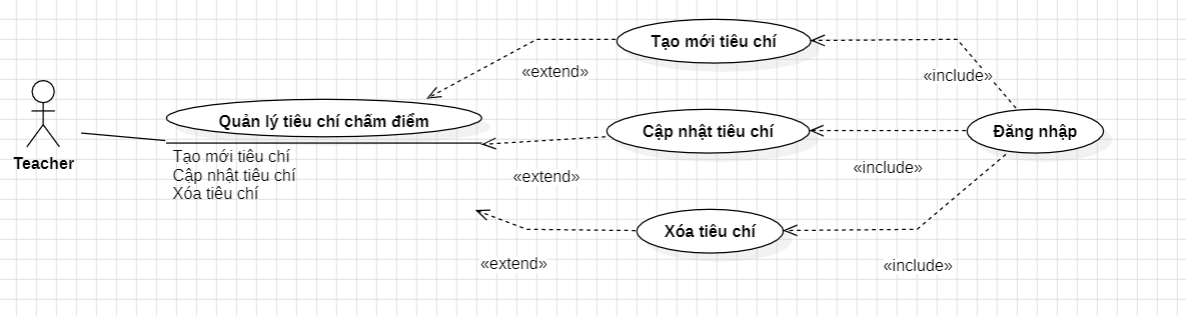 Tạo mới tiêu chí
«extend»
«include»
Quản lý tiêu chí chấm điểm
Cập nhật tiêu chí
Đăng nhập
Teacher
Tạo mới tiêu chí
Cập nhật tiêu chí
Xóa tiêu chí
«extend»
«include»
Xóa tiêu chí
«extend»
«include»